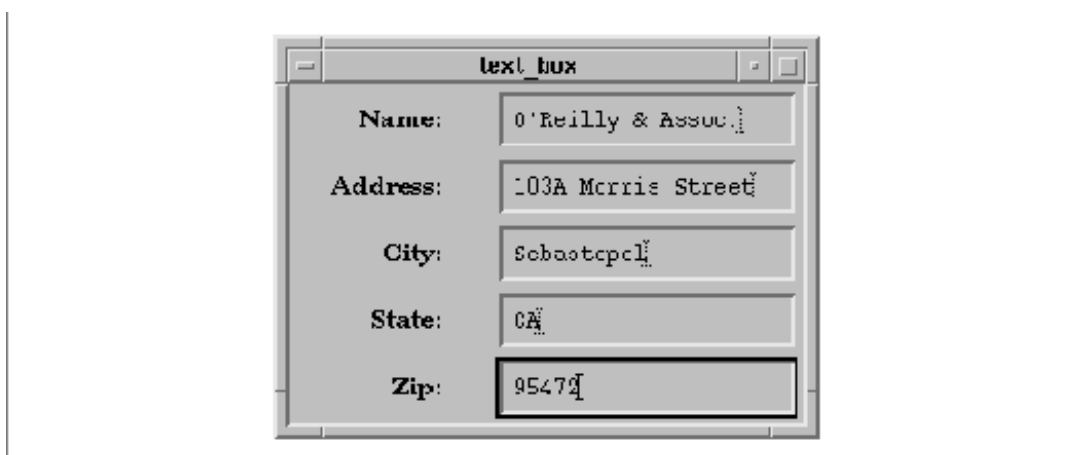 text_box
Name: O'Reilly & Assoc.
Address: 103A Morris Street
City: Sebastopol
State: CA
Zip: 95472